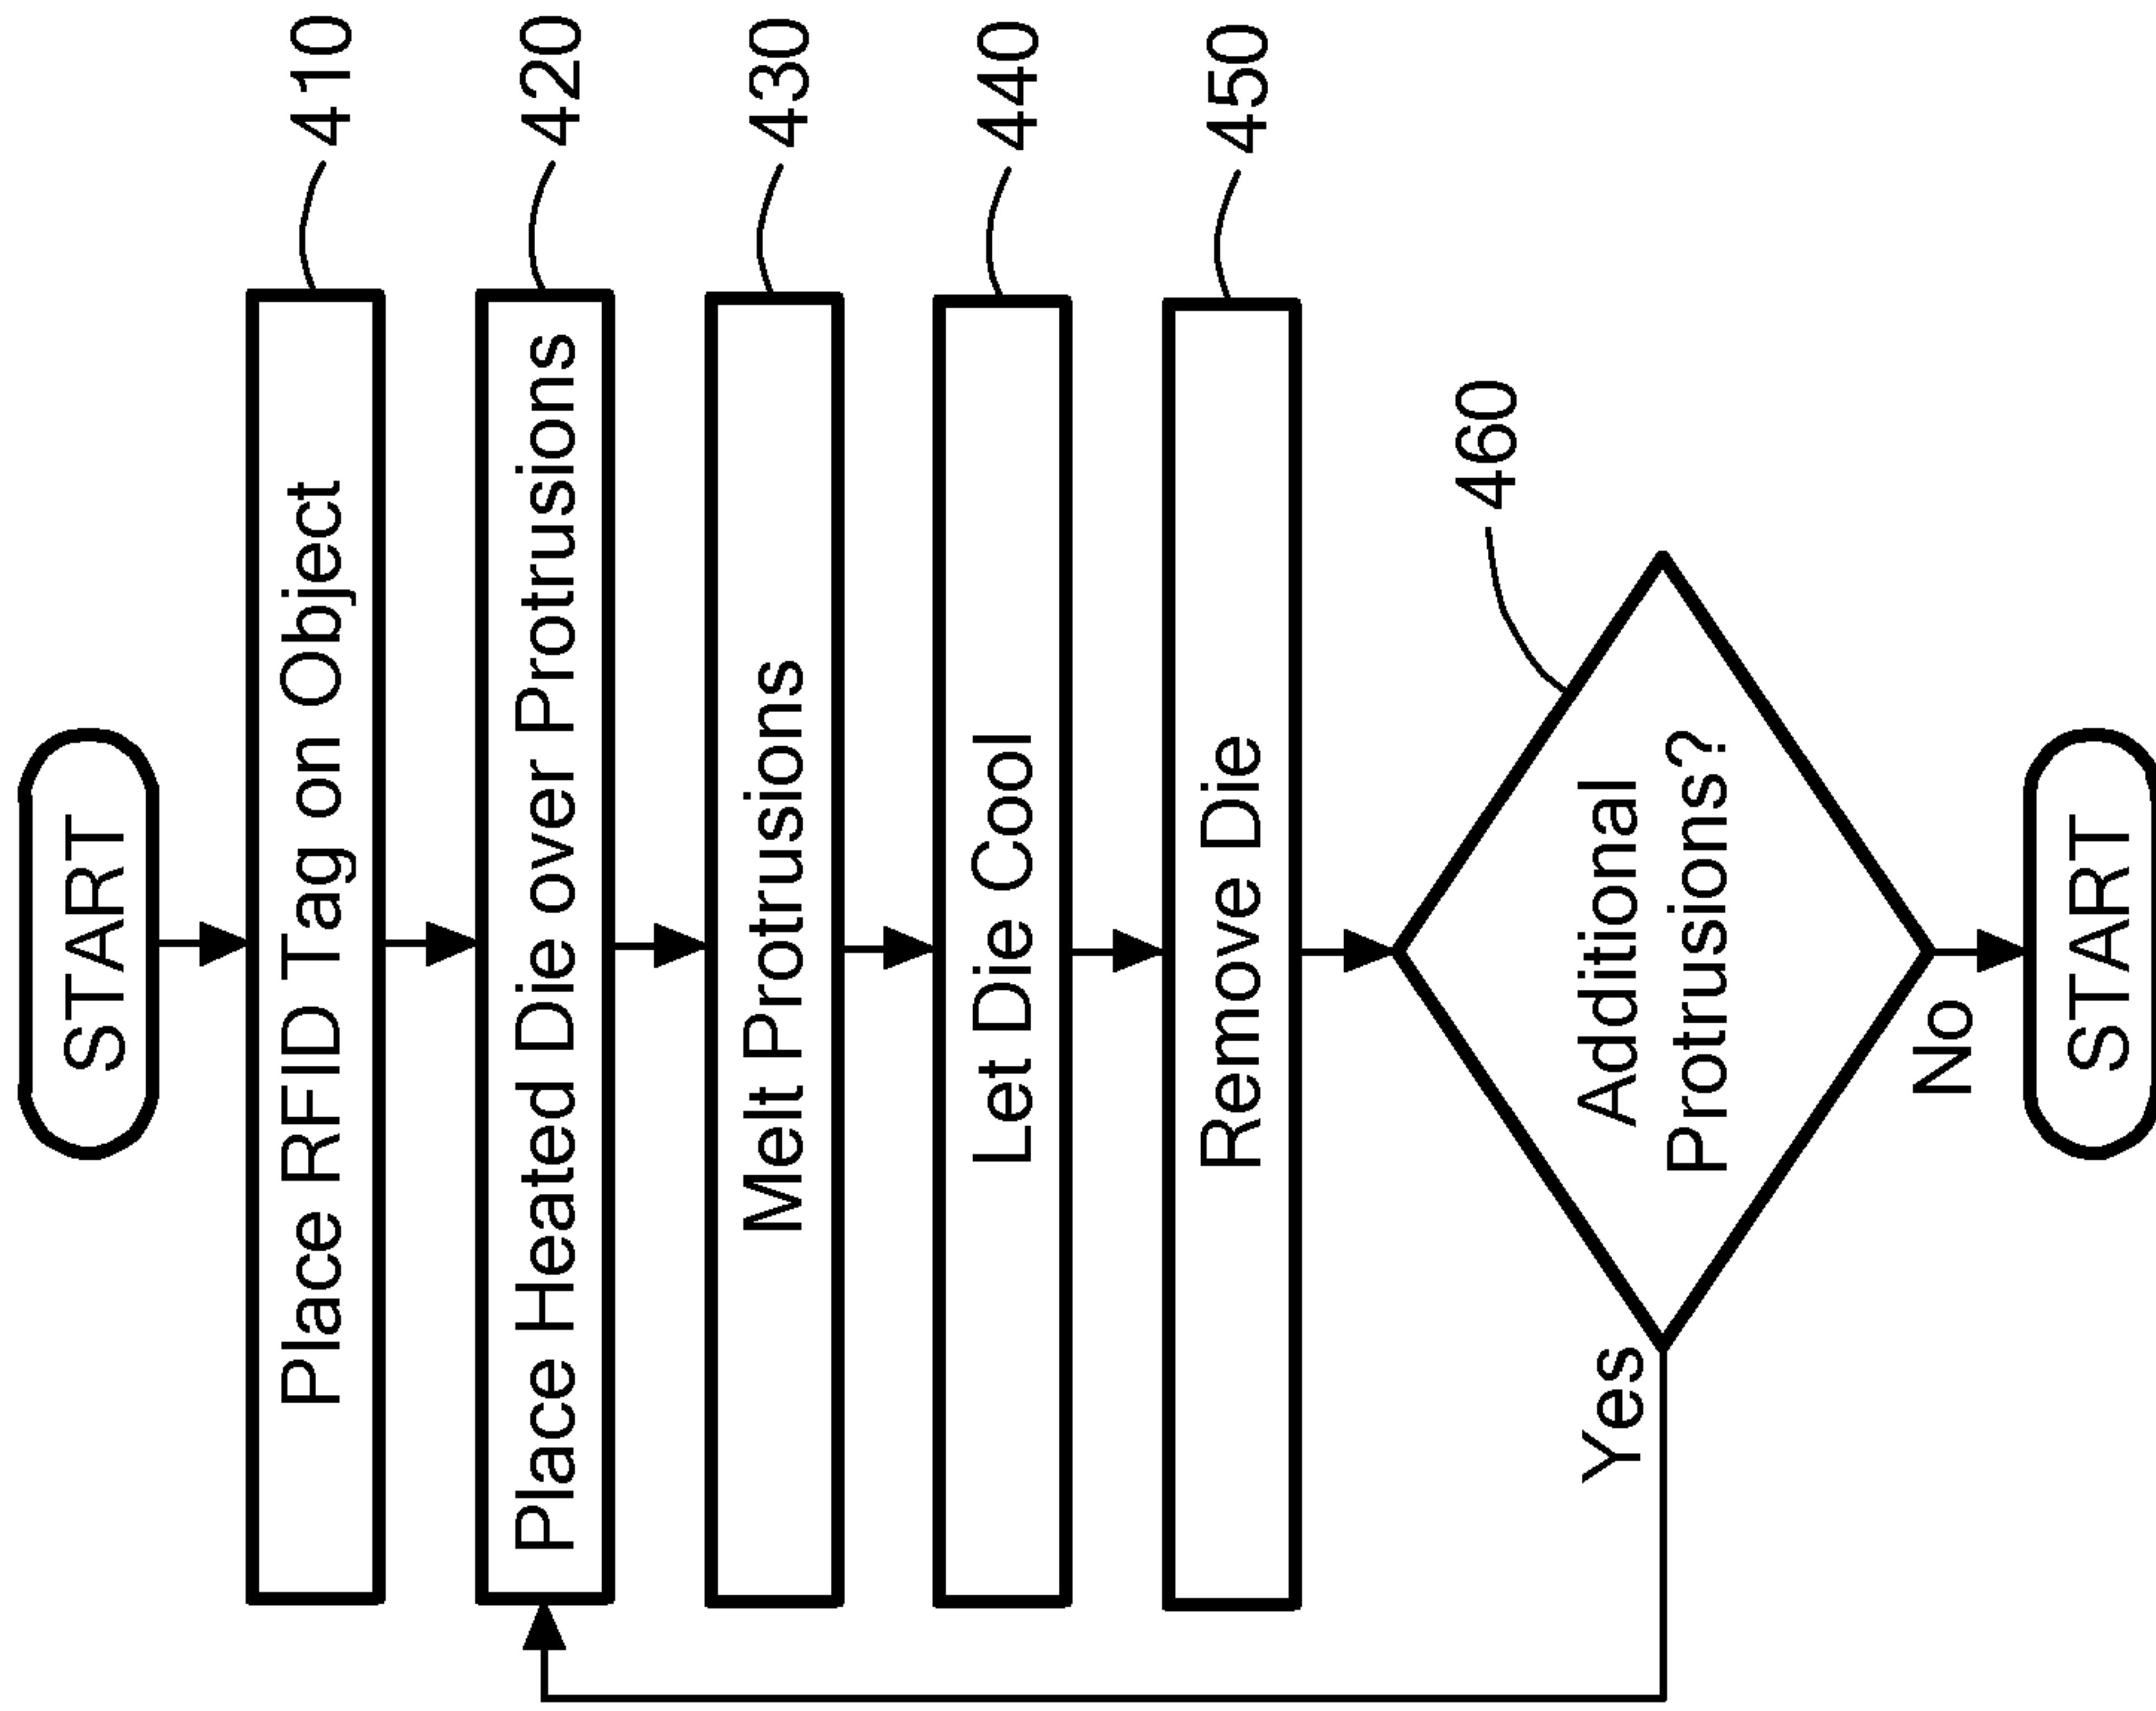 START
Place RFID Tag on Object
410
Place Heated Die over Protrusions
420
Melt Protrusions
430
Let Die Cool
440
Remove Die
450
460
Additional
Protrusions?
Yes
No
START